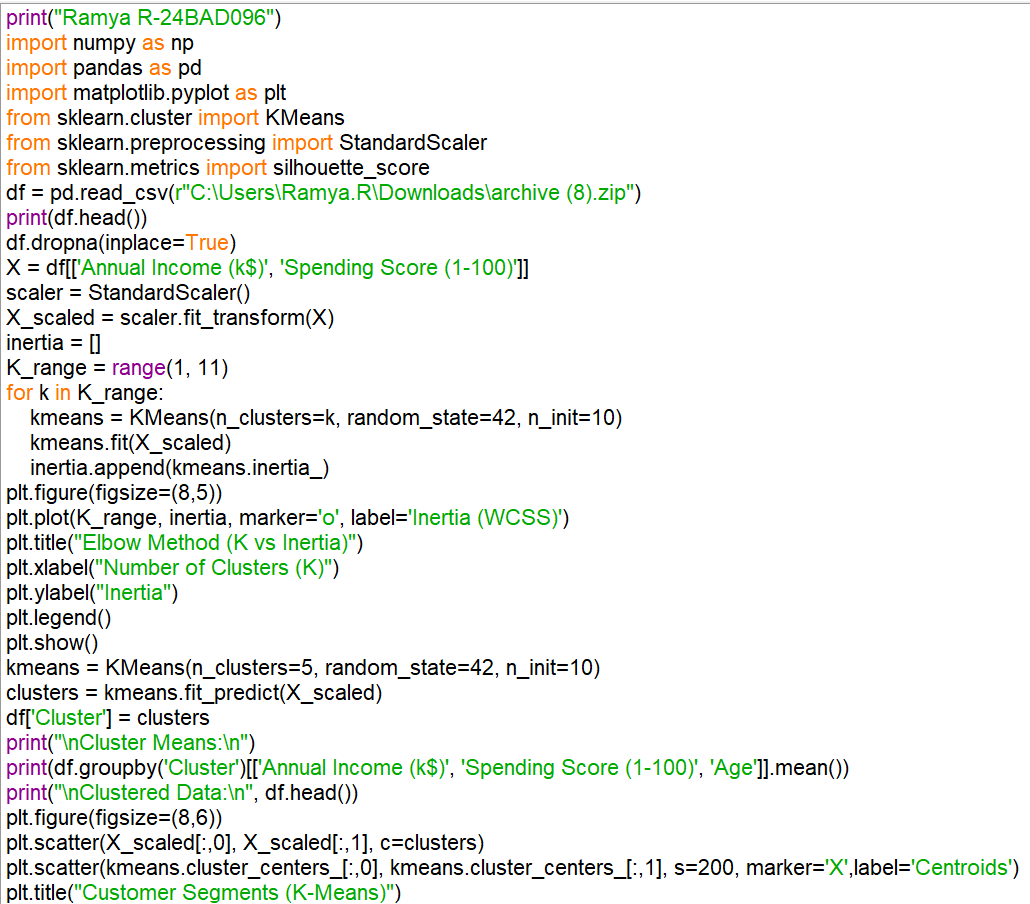 print("Ramya R-24BAD096")
import numpy as np
import pandas as pd
import matplotlib.pyplot as plt
from sklearn.cluster import KMeans
from sklearn.preprocessing import StandardScaler
from sklearn.metrics import silhouette_score
df = pd.read_csv(r"C:\Users\Ramya.R\Downloads\archive (8).zip")
print(df.head())
df.dropna(inplace=True)
X = df[['Annual Income (k$)', 'Spending Score (1-100)']]
scaler = StandardScaler()
X_scaled = scaler.fit_transform(X)
inertia = []
K_range = range(1, 11)
for k in K_range:
    kmeans = KMeans(n_clusters=k, random_state=42, n_init=10)
    kmeans.fit(X_scaled)
    inertia.append(kmeans.inertia_)
plt.figure(figsize=(8,5))
plt.plot(K_range, inertia, marker='o', label='Inertia (WCSS)')
plt.title("Elbow Method (K vs Inertia)")
plt.xlabel("Number of Clusters (K)")
plt.ylabel("Inertia")
plt.legend()
plt.show()
kmeans = KMeans(n_clusters=5, random_state=42, n_init=10)
clusters = kmeans.fit_predict(X_scaled)
df['Cluster'] = clusters
print("\nCluster Means:\n")
print(df.groupby('Cluster')[['Annual Income (k$)', 'Spending Score (1-100)', 'Age']].mean())
print("\nClustered Data:\n", df.head())
plt.figure(figsize=(8,6))
plt.scatter(X_scaled[:,0], X_scaled[:,1], c=clusters)
plt.scatter(kmeans.cluster_centers_[:,0], kmeans.cluster_centers_[:,1], s=200, marker='X',label='Centroids')
plt.title("Customer Segments (K-Means)")